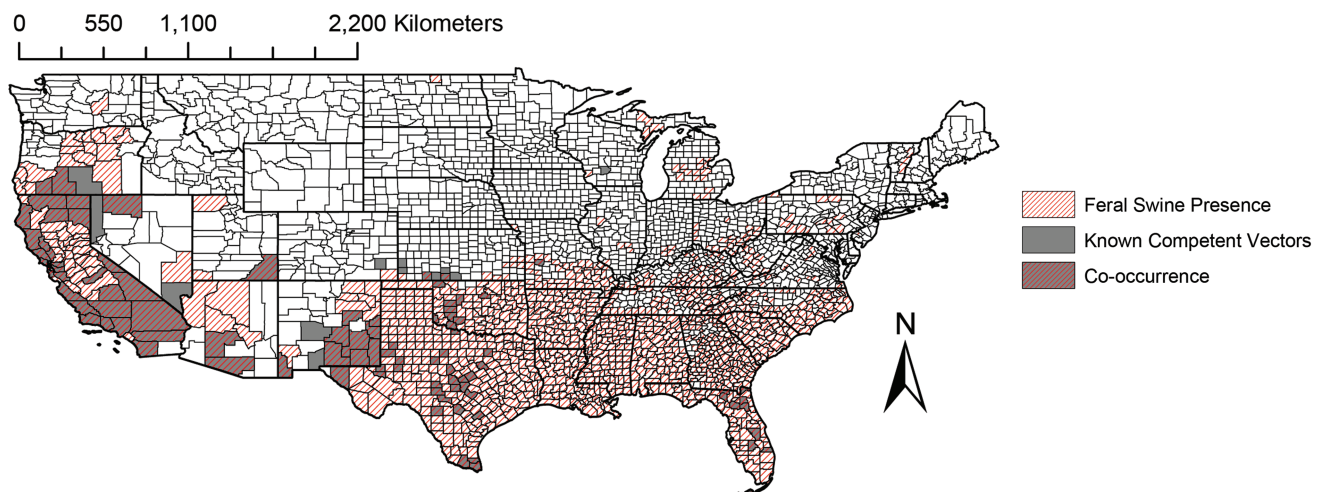 0 550 1,100 2,200 Kilometers
Feral Swine Presence
Known Competent Vectors
Co-occurrence
N